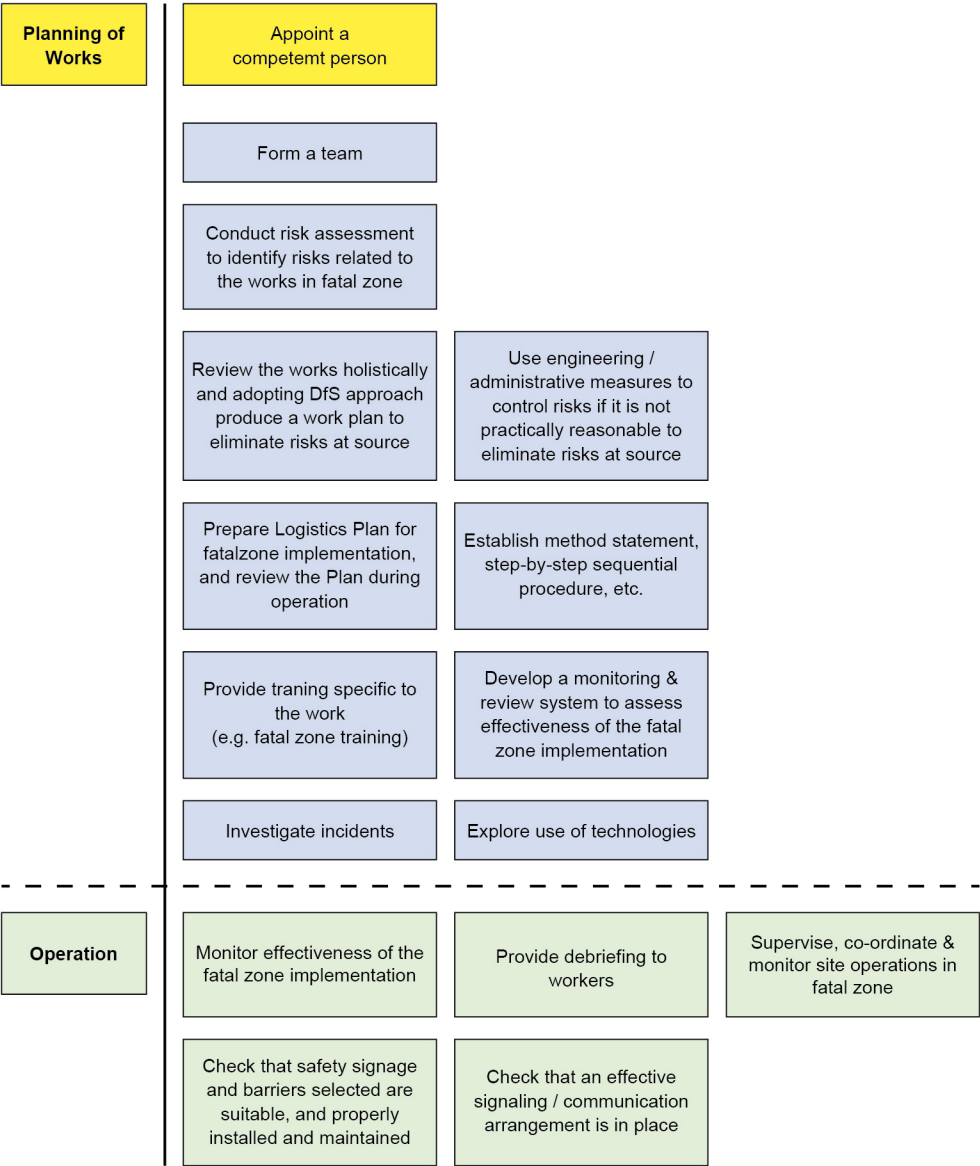 Planning of
Works
Appoint a
competemt person
Form a team
Conduct risk assessment
to identify risks related to
the works in fatal zone
Review the works holistically
and adopting DfS approach
produce a work plan to
eliminate risks at source
Use engineering /
administrative measures to
control risks if it is not
practically reasonable to
eliminate risks at source
Prepare Logistics Plan for
fatalzone implementation,
and review the Plan during
operation
Establish method statement,
step-by-step sequential
procedure, etc.
Provide traning specific to
the work
(e.g. fatal zone training)
Develop a monitoring &
review system to assess
effectiveness of the fatal
zone implementation
Investigate incidents
Explore use of technologies
Operation
Monitor effectiveness of the
fatal zone implementation
Provide debriefing to
workers
Supervise, co-ordinate &
monitor site operations in
fatal zone
Check that safety signage
and barriers selected are
suitable, and properly
installed and maintained
Check that an effective
signaling / communication
arrangement is in place